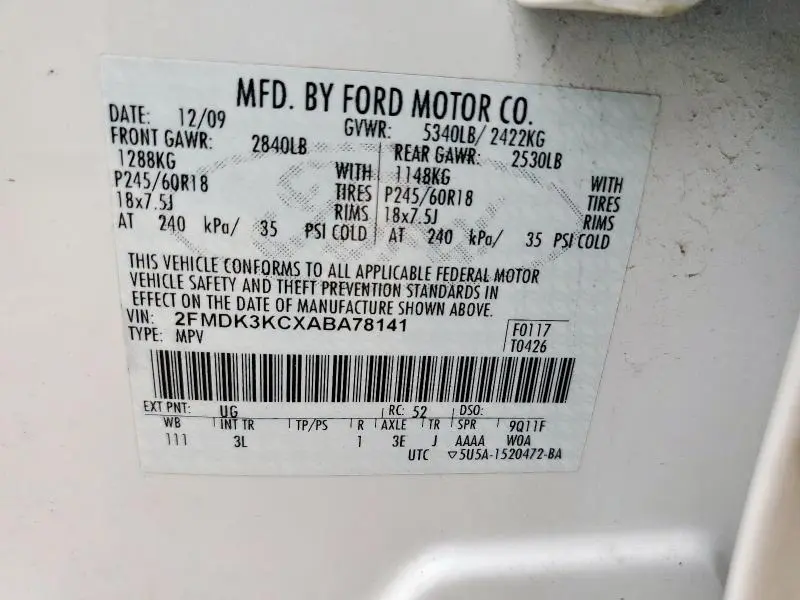 MFD. BY FORD MOTOR CO.
DATE: 12/09 GVWR: 5340LB/ 2422KG
FRONT GAWR: 2840LB REAR GAWR: 2530LB
1288KG WITH 1148KG WITH
P245/60R18 TIRES P245/60R18 TIRES
18x7.5J RIMS 18x7.5J RIMS
AT 240 kPa/ 35 PSI COLD AT 240 kPa/ 35 PSI COLD
THIS VEHICLE CONFORMS TO ALL APPLICABLE FEDERAL MOTOR
VEHICLE SAFETY AND THEFT PREVENTION STANDARDS IN
EFFECT ON THE DATE OF MANUFACTURE SHOWN ABOVE.
VIN: 2FMDK3KCXABA78141 F0117
TYPE: MPV T0426
EXT PNT: UG RC: 52 DSO:
WB INT TR TP/PS R AXLE TR SPR 9Q11F
111 3L 1 3E J AAAA W0A
UTC ▽5U5A-1520472-BA